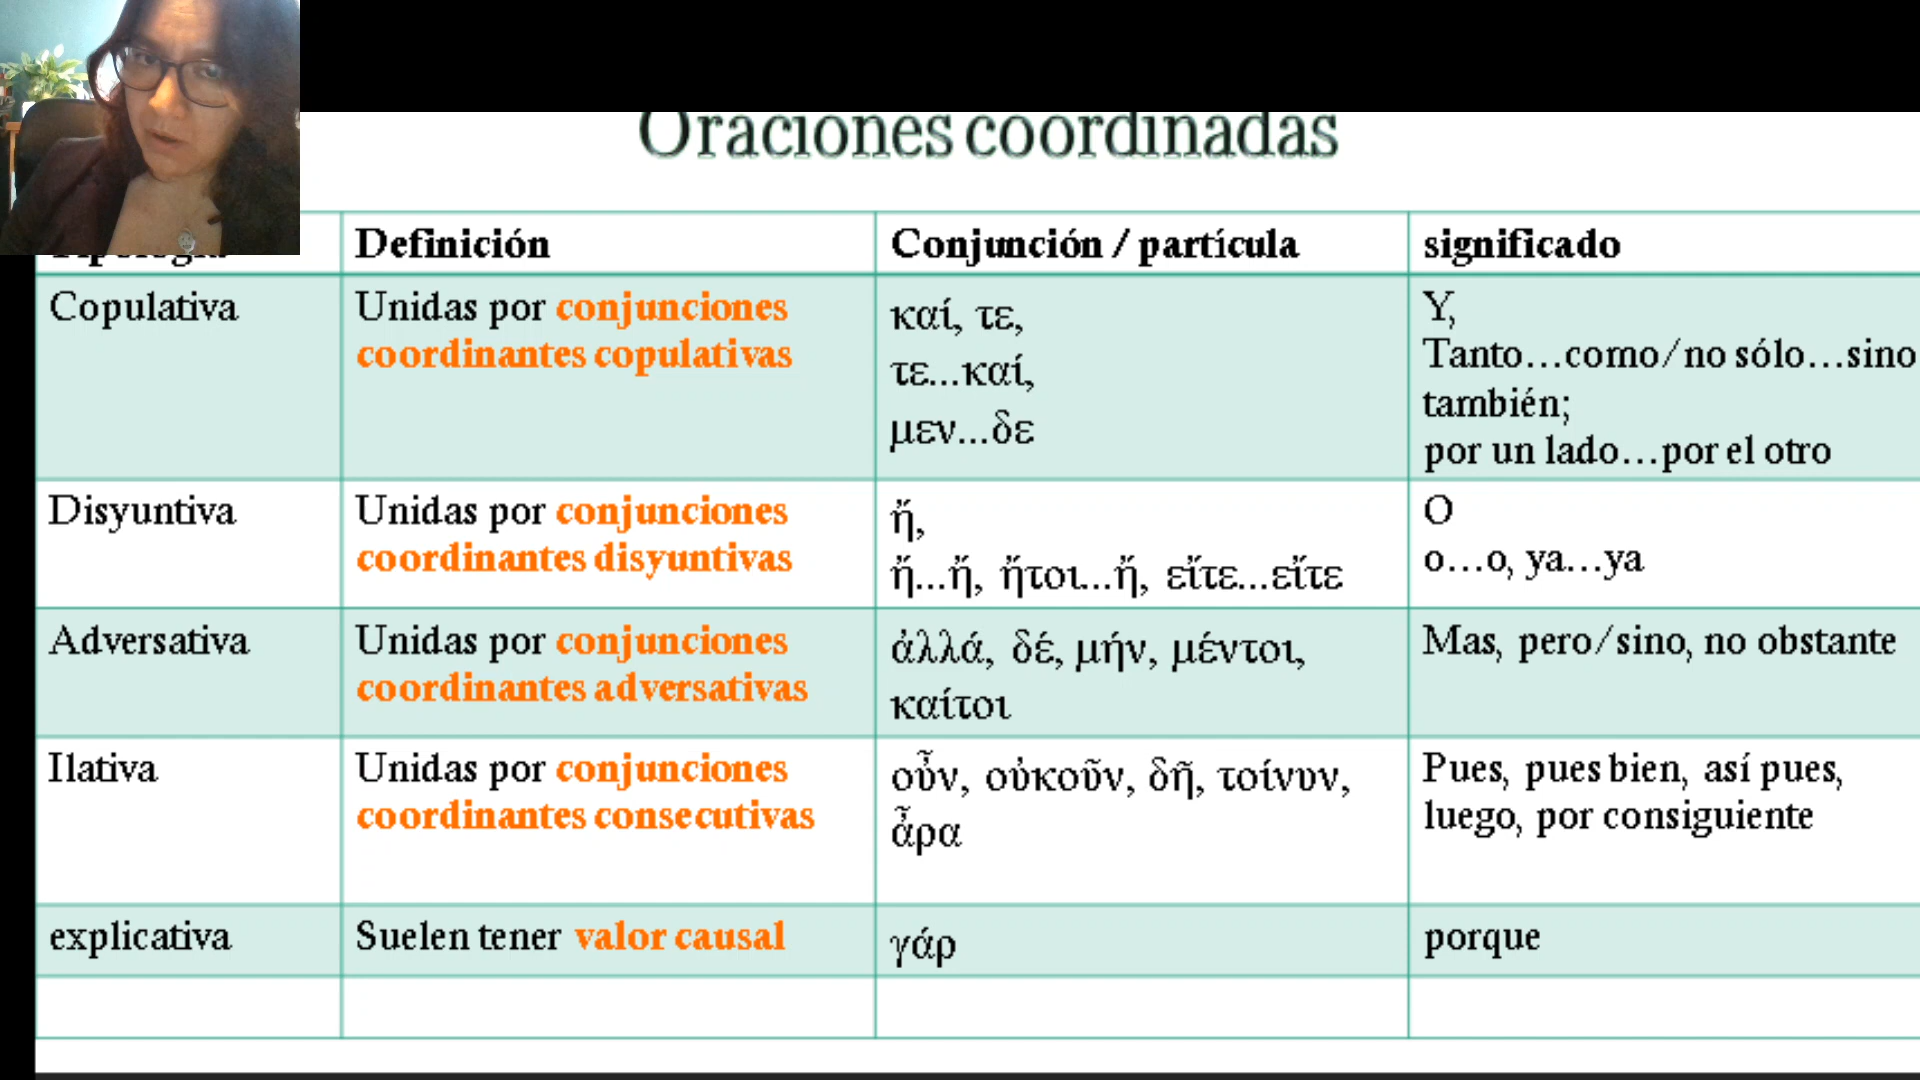 Oraciones coordinadas
Tipología Definición Conjunción / partícula significado
Copulativa
Unidas por conjunciones
coordinantes copulativas
καί, τε,
τε...καί,
μεν...δε
Y,
Tanto...como/no sólo...sino
también;
por un lado...por el otro
Disyuntiva
Unidas por conjunciones
coordinantes disyuntivas
ἤ,
ἤ...ἤ, ἤτοι...ἤ, εἴτε...εἴτε
O
o...o, ya...ya
Adversativa
Unidas por conjunciones
coordinantes adversativas
ἀλλά, δέ, μήν, μέντοι,
καίτοι
Mas, pero/sino, no obstante
Ilativa
Unidas por conjunciones
coordinantes consecutivas
οὖν, οὐκοῦν, δῆ, τοίνυν,
ἆρα
Pues, pues bien, así pues,
luego, por consiguiente
explicativa
Suelen tener valor causal
γάρ
porque